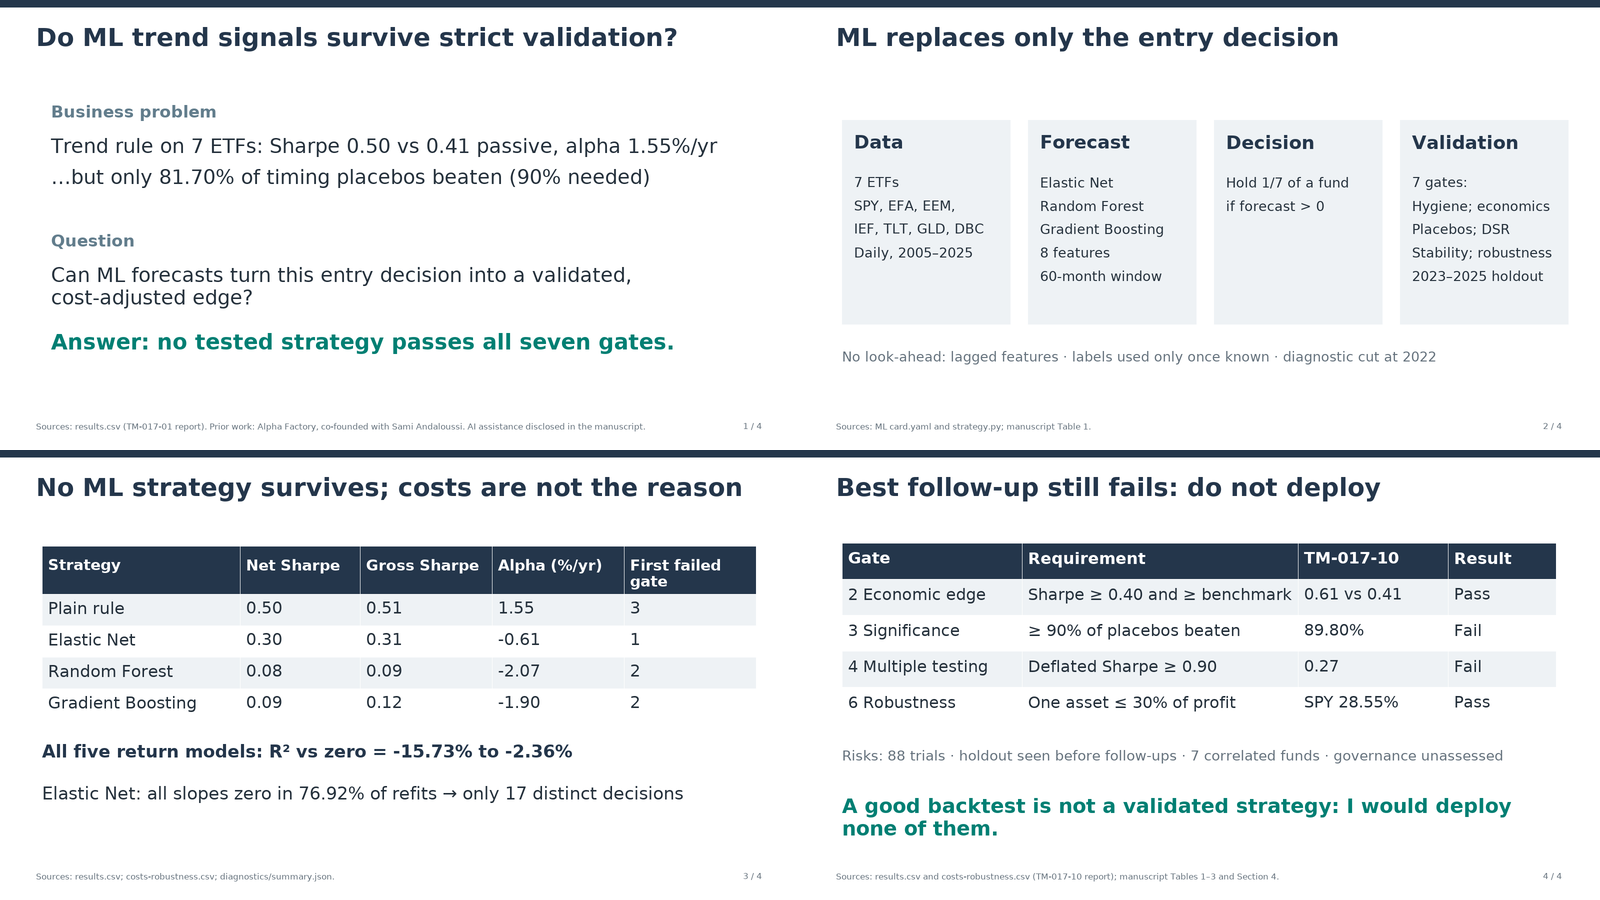 Do ML trend signals survive strict validation?
Business problem
Trend rule on 7 ETFs: Sharpe 0.50 vs 0.41 passive, alpha 1.55%/yr
…but only 81.70% of timing placebos beaten (90% needed)
Question
Can ML forecasts turn this entry decision into a validated,
cost-adjusted edge?
Answer: no tested strategy passes all seven gates.
Sources: results.csv (TM-017-01 report). Prior work: Alpha Factory, co-founded with Sami Andaloussi. AI assistance disclosed in the manuscript.
1 / 4
ML replaces only the entry decision
Data
7 ETFs
SPY, EFA, EEM,
IEF, TLT, GLD, DBC
Daily, 2005–2025
Forecast
Elastic Net
Random Forest
Gradient Boosting
8 features
60-month window
Decision
Hold 1/7 of a fund
if forecast > 0
Validation
7 gates:
Hygiene; economics
Placebos; DSR
Stability; robustness
2023–2025 holdout
No look-ahead: lagged features · labels used only once known · diagnostic cut at 2022
Sources: ML card.yaml and strategy.py; manuscript Table 1.
2 / 4
No ML strategy survives; costs are not the reason
Strategy Net Sharpe Gross Sharpe Alpha (%/yr) First failed
gate
Plain rule 0.50 0.51 1.55 3
Elastic Net 0.30 0.31 -0.61 1
Random Forest 0.08 0.09 -2.07 2
Gradient Boosting 0.09 0.12 -1.90 2
All five return models: R² vs zero = -15.73% to -2.36%
Elastic Net: all slopes zero in 76.92% of refits → only 17 distinct decisions
Sources: results.csv; costs-robustness.csv; diagnostics/summary.json.
3 / 4
Best follow-up still fails: do not deploy
Gate Requirement TM-017-10 Result
2 Economic edge Sharpe ≥ 0.40 and ≥ benchmark 0.61 vs 0.41 Pass
3 Significance ≥ 90% of placebos beaten 89.80% Fail
4 Multiple testing Deflated Sharpe ≥ 0.90 0.27 Fail
6 Robustness One asset ≤ 30% of profit SPY 28.55% Pass
Risks: 88 trials · holdout seen before follow-ups · 7 correlated funds · governance unassessed
A good backtest is not a validated strategy: I would deploy
none of them.
Sources: results.csv and costs-robustness.csv (TM-017-10 report); manuscript Tables 1–3 and Section 4.
4 / 4